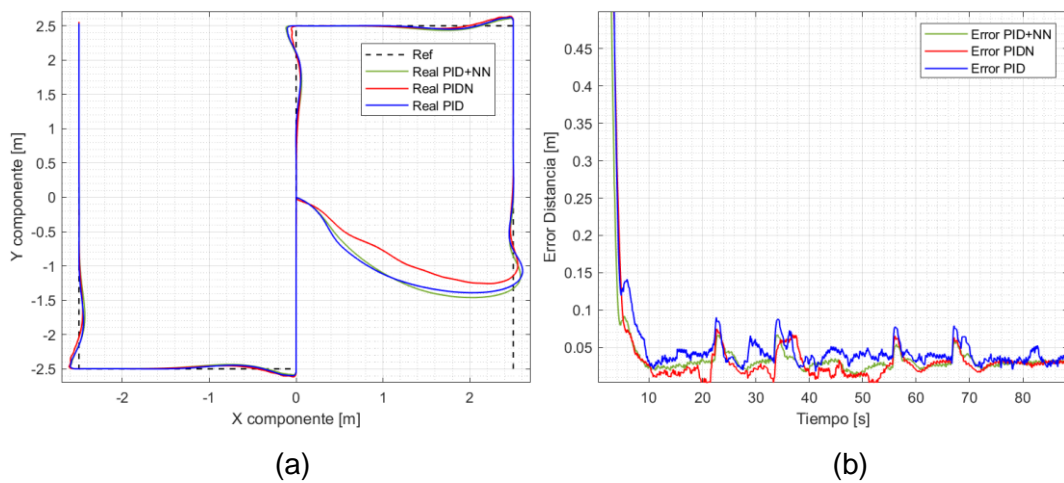 2.5
2
1.5
1
0.5
0
-0.5
-1
-1.5
-2
-2.5
-2
-1
0
1
2
Y componente [m]
X componente [m]
Ref
Real PID+NN
Real PIDN
Real PID
(a)
0.45
0.4
0.35
0.3
0.25
0.2
0.15
0.1
0.05
10
20
30
40
50
60
70
80
Error Distancia [m]
Tiempo [s]
Error PID+NN
Error PIDN
Error PID
(b)